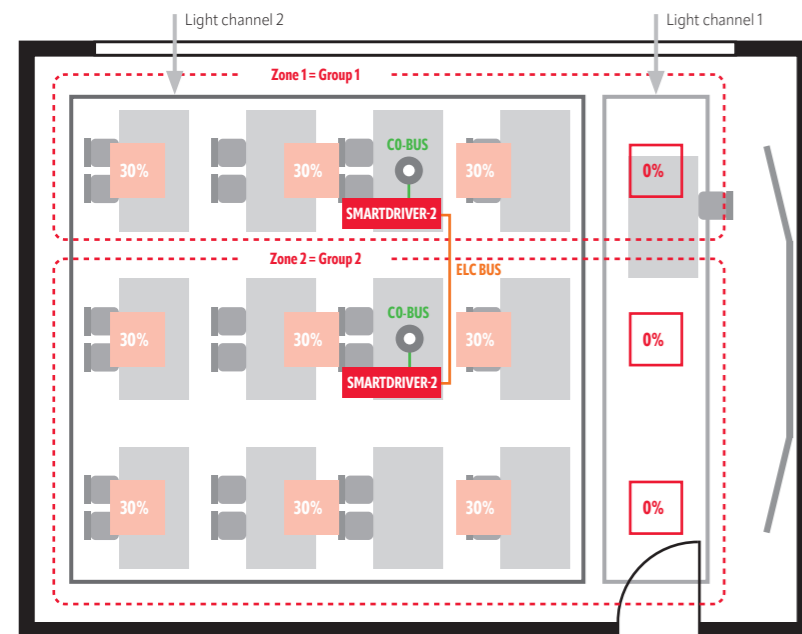 Light channel 2
Light channel 1
Zone 1 = Group 1
C0-BUS
30%
30%
30%
0%
SMARTDRIVER-2
Zone 2 = Group 2
ELC BUS
C0-BUS
30%
30%
30%
0%
SMARTDRIVER-2
30%
30%
30%
0%